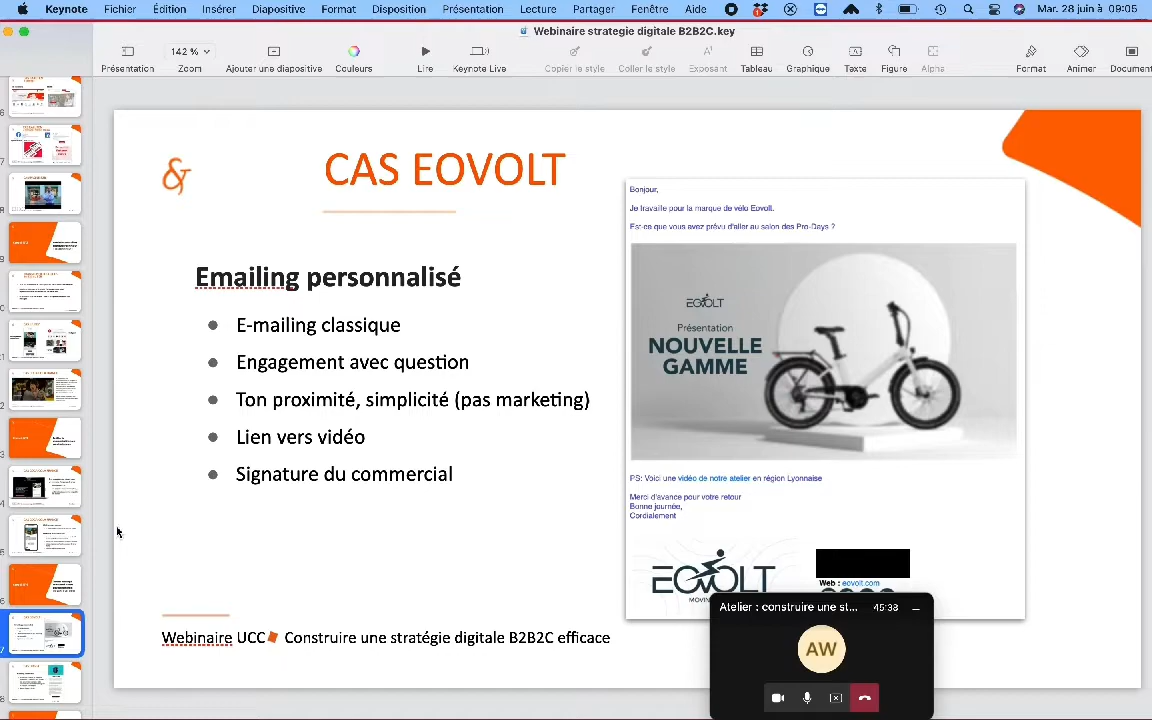 Keynote Fichier Édition Insérer Diapositive Format Disposition Présentation Lecture Partager Fenêtre Aide Mar. 28 juin à 09:05
Webinaire strategie digitale B2B2C.key
142 %
Présentation Zoom Ajouter une diapositive Couleurs Lire Keynote Live Copier le style Coller le style Exposant Tableau Graphique Texte Figure Alpha Format Animer Document
&
CAS EOVOLT
Emailing personnalisé
E-mailing classique
Engagement avec question
Ton proximité, simplicité (pas marketing)
Lien vers vidéo
Signature du commercial
Webinaire UCC Construire une stratégie digitale B2B2C efficace
Bonjour,
Je travaille pour la marque de vélo Eovolt.
Est-ce que vous avez prévu d'aller au salon des Pro-Days ?
EOVOLT
Présentation
NOUVELLE
GAMME
PS: Voici une vidéo de notre atelier en région Lyonnaise
Merci d'avance pour votre retour
Bonne journée,
Cordialement
EOVOLT
Web : eovolt.com
Atelier : construire une st... 45:38
AW